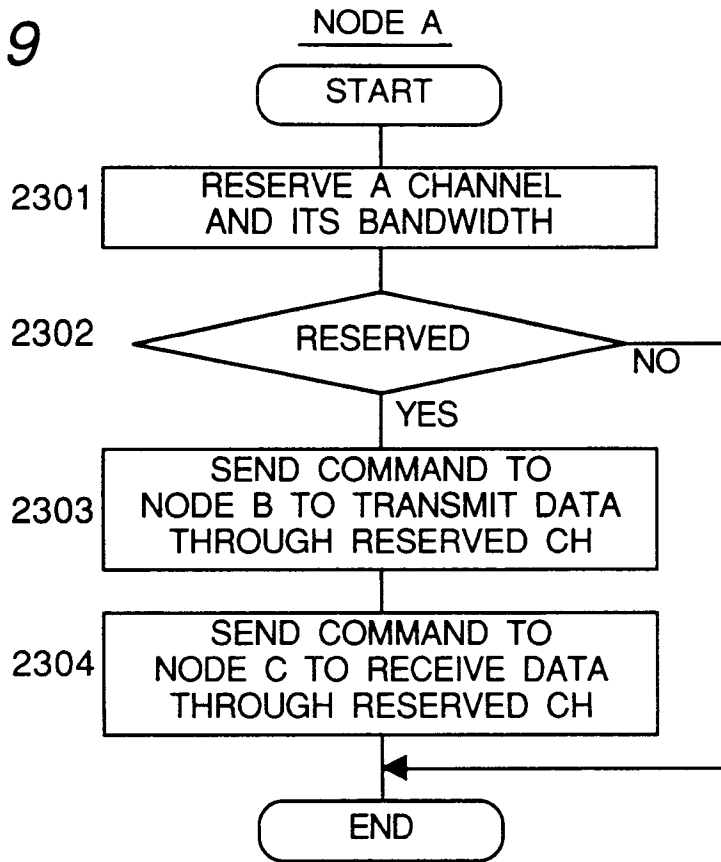 9
NODE A
START
2301
RESERVE A CHANNEL
AND ITS BANDWIDTH
2302
RESERVED
NO
YES
2303
SEND COMMAND TO
NODE B TO TRANSMIT DATA
THROUGH RESERVED CH
2304
SEND COMMAND TO
NODE C TO RECEIVE DATA
THROUGH RESERVED CH
END